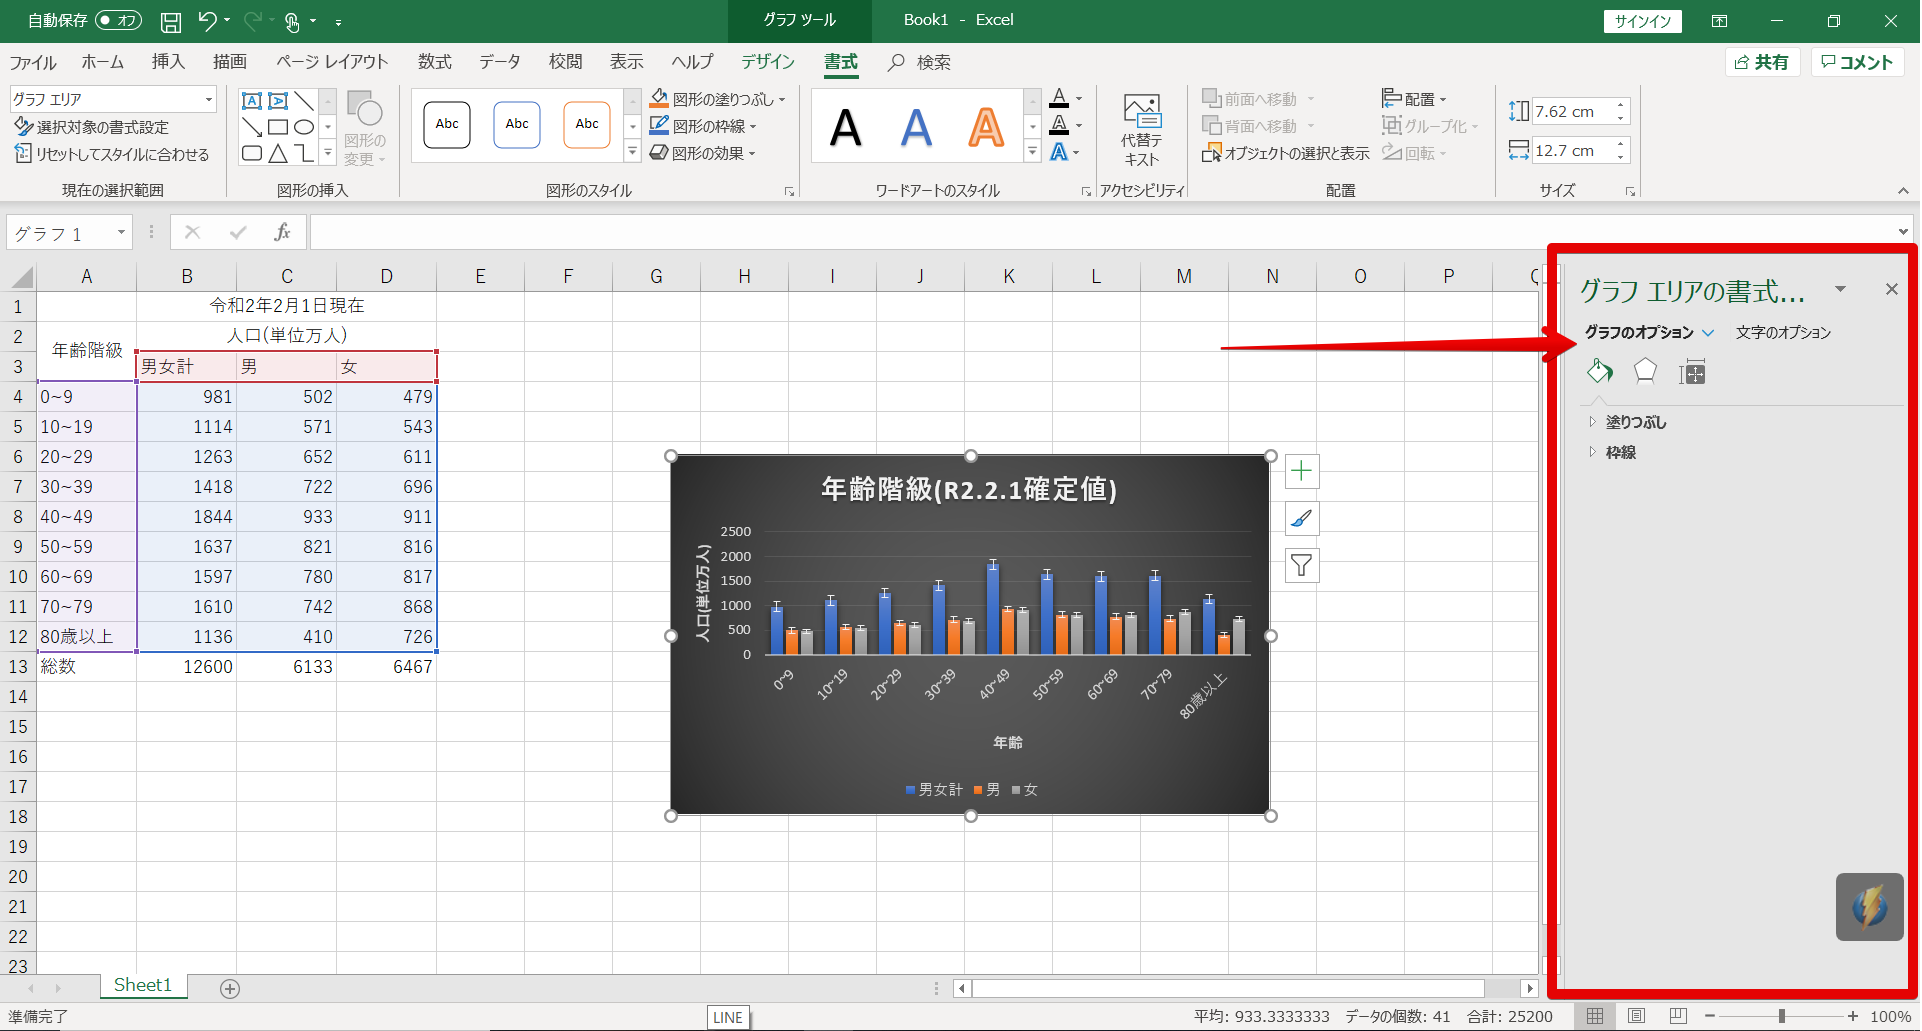 自動保存 オフ
グラフ ツール
Book1 - Excel
サインイン
ファイル ホーム 挿入 描画 ページ レイアウト 数式 データ 校閲 表示 ヘルプ デザイン 書式 検索
共有 コメント
グラフ エリア
選択対象の書式設定
リセットしてスタイルに合わせる
現在の選択範囲
図形の
変更
図形の挿入
Abc Abc Abc
図形の塗りつぶし
図形の枠線
図形の効果
図形のスタイル
A A A
ワードアートのスタイル
代替テ
キスト
アクセシビリティ
前面へ移動
背面へ移動
オブジェクトの選択と表示
配置
グループ化
回転
配置
7.62 cm
12.7 cm
サイズ
グラフ 1
fx
A B C D E F G H I J K L M N O P Q
1 令和2年2月1日現在
2 人口(単位万人)
年齢階級
3 男女計 男 女
4 0~9 981 502 479
5 10~19 1114 571 543
6 20~29 1263 652 611
7 30~39 1418 722 696
8 40~49 1844 933 911
9 50~59 1637 821 816
10 60~69 1597 780 817
11 70~79 1610 742 868
12 80歳以上 1136 410 726
13 総数 12600 6133 6467
14
15
16
17
18
19
20
21
22
23
年齢階級(R2.2.1確定値)
人口(単位万人)
2500
2000
1500
1000
500
0
0~9 10~19 20~29 30~39 40~49 50~59 60~69 70~79 80歳以上
年齢
男女計 男 女
グラフ エリアの書式...
グラフのオプション 文字のオプション
塗りつぶし
枠線
Sheet1
準備完了
LINE
平均: 933.3333333 データの個数: 41 合計: 25200
100%